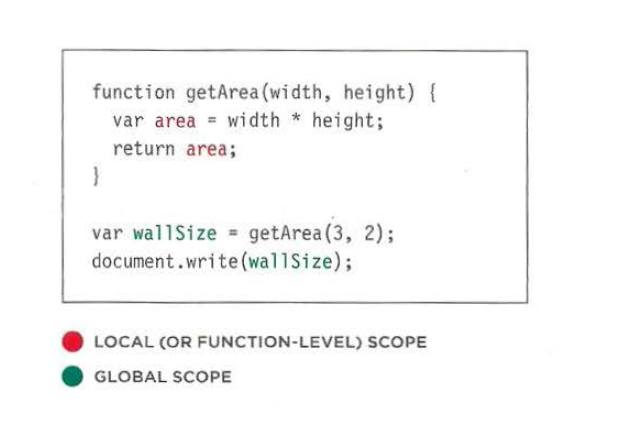 function getArea(width, height) {
  var area = width * height;
  return area;
}

var wallSize = getArea(3, 2);
document.write(wallSize);
LOCAL (OR FUNCTION-LEVEL) SCOPE
GLOBAL SCOPE